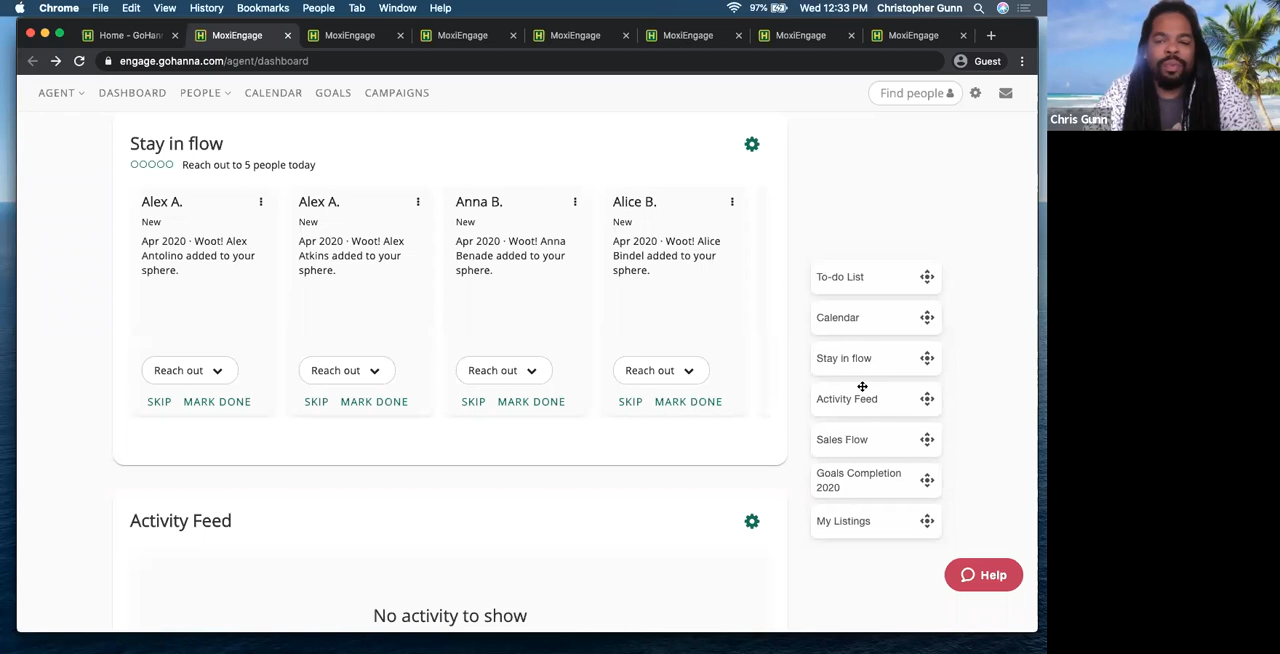 Chrome File Edit View History Bookmarks People Tab Window Help
97% Wed 12:33 PM Christopher Gunn
Home - GoHann
MoxiEngage
MoxiEngage
MoxiEngage
MoxiEngage
MoxiEngage
MoxiEngage
MoxiEngage
engage.gohanna.com/agent/dashboard
Guest
AGENT DASHBOARD PEOPLE CALENDAR GOALS CAMPAIGNS
Find people
Stay in flow
Reach out to 5 people today
Alex A.
New
Apr 2020 · Woot! Alex
Antolino added to your
sphere.
Reach out
SKIP MARK DONE
Alex A.
New
Apr 2020 · Woot! Alex
Atkins added to your
sphere.
Reach out
SKIP MARK DONE
Anna B.
New
Apr 2020 · Woot! Anna
Benade added to your
sphere.
Reach out
SKIP MARK DONE
Alice B.
New
Apr 2020 · Woot! Alice
Bindel added to your
sphere.
Reach out
SKIP MARK DONE
Activity Feed
No activity to show
To-do List
Calendar
Stay in flow
Activity Feed
Sales Flow
Goals Completion
2020
My Listings
Help
Chris Gunn